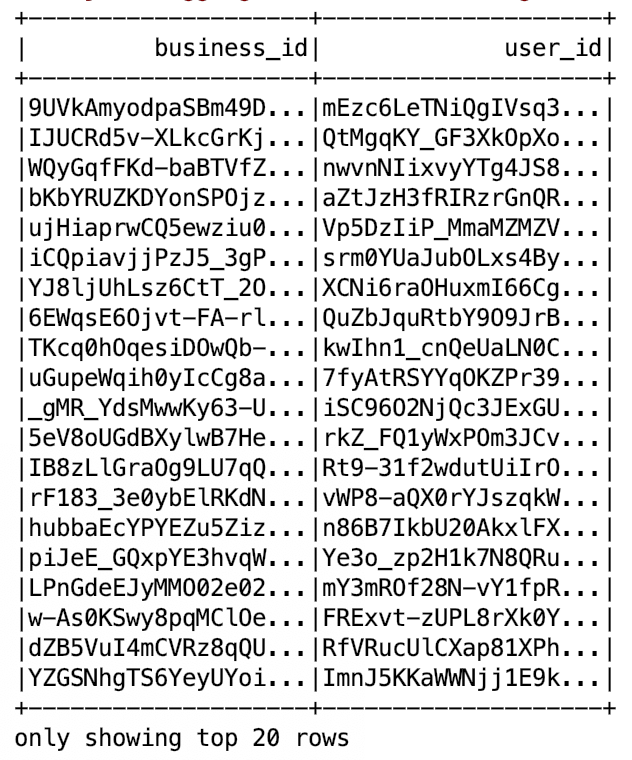 +--------------------+--------------------+
|         business_id|             user_id|
+--------------------+--------------------+
|9UVkAmyodpaSBm49D...|mEzc6LeTNiQgIVsq3...|
|IJUCRd5v-XLkcGrKj...|QtMgqKY_GF3XkOpXo...|
|WQyGqfFKd-baBTVfZ...|nwvnNIixvyYTg4JS8...|
|bKbYRUZKDYonSPOjz...|aZtJzH3fRIRzrGnQR...|
|ujHiaprwCQ5ewziu0...|Vp5DzIiP_MmaMZMZV...|
|iCQpiavjjPzJ5_3gP...|srm0YUaJubOLxs4By...|
|YJ8ljUhLsz6CtT_2O...|XCNi6raOHuxmI66Cg...|
|6EWqsE6Ojvt-FA-rl...|QuZbJquRtbY9O9JrB...|
|TKcq0hOqesiDOwQb-...|kwIhn1_cnQeUaLN0C...|
|uGupeWqih0yIcCg8a...|7fyAtRSYYqOKZPr39...|
|_gMR_YdsMwwKy63-U...|iSC96O2NjQc3JExGU...|
|5eV8oUGdBXylwB7He...|rkZ_FQ1yWxPOm3JCv...|
|IB8zLlGraOg9LU7qQ...|Rt9-31f2wdutUiIrO...|
|rF183_3e0ybElRKdN...|vWP8-aQX0rYJszqkW...|
|hubbaEcYPYEZu5Ziz...|n86B7IkbU20AkxlFX...|
|piJeE_GQxpYE3hvqW...|Ye3o_zp2H1k7N8QRu...|
|LPnGdeEJyMMO02e02...|mY3mROf28N-vY1fpR...|
|w-As0KSwy8pqMClOe...|FRExvt-zUPL8rXk0Y...|
|dZB5VuI4mCVRz8qQU...|RfVRucUlCXap81XPh...|
|YZGSNhgTS6YeyUYoi...|ImnJ5KKaWWNjj1E9k...|
+--------------------+--------------------+
only showing top 20 rows